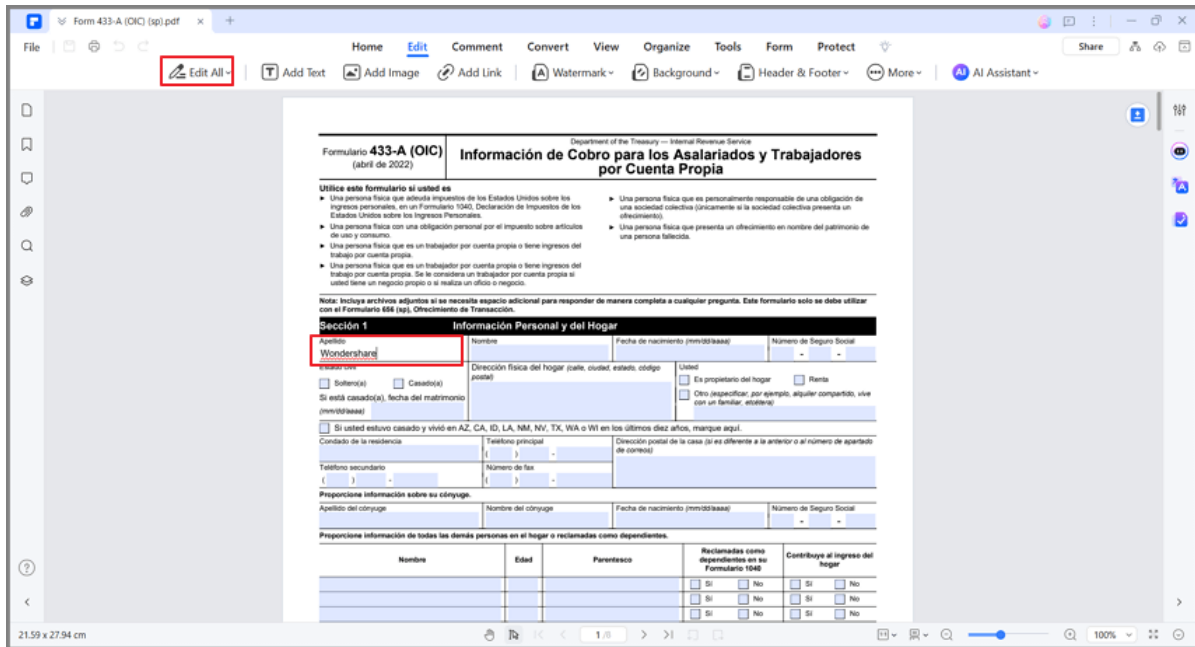 Form 433-A (OIC) (sp).pdf
File Home Edit Comment Convert View Organize Tools Form Protect Share
Edit All Add Text Add Image Add Link Watermark Background Header & Footer More AI AI Assistant
Formulario 433-A (OIC)
(abril de 2022)
Department of the Treasury — Internal Revenue Service
Información de Cobro para los Asalariados y Trabajadores
por Cuenta Propia
Utilice este formulario si usted es
► Una persona física que adeuda impuestos de los Estados Unidos sobre los
ingresos personales, en un Formulario 1040, Declaración de Impuestos de los
Estados Unidos sobre los Ingresos Personales.
► Una persona física con una obligación personal por el impuesto sobre artículos
de uso y consumo.
► Una persona física que es un trabajador por cuenta propia o tiene ingresos del
trabajo por cuenta propia.
► Una persona física que es un trabajador por cuenta propia o tiene ingresos del
trabajo por cuenta propia. Se le considera un trabajador por cuenta propia si
usted tiene un negocio propio o si realiza un oficio o negocio.
► Una persona física que es personalmente responsable de una obligación de
una sociedad colectiva (únicamente si la sociedad colectiva presenta un
ofrecimiento).
► Una persona física que presenta un ofrecimiento en nombre del patrimonio de
una persona fallecida.
Nota: Incluya archivos adjuntos si se necesita espacio adicional para responder de manera completa a cualquier pregunta. Este formulario solo se debe utilizar
con el Formulario 656 (sp), Ofrecimiento de Transacción.
Sección 1 Información Personal y del Hogar
Apellido Nombre Fecha de nacimiento (mm/dd/aaaa) Número de Seguro Social
Wondershare - -
Estado civil
Soltero(a) Casado(a)
Si está casado(a), fecha del matrimonio
(mm/dd/aaaa)
Dirección física del hogar (calle, ciudad, estado, código
postal)
Usted
Es propietario del hogar Renta
Otro (especificar, por ejemplo, alquiler compartido, vive
con un familiar, etcétera)
Si usted estuvo casado y vivió en AZ, CA, ID, LA, NM, NV, TX, WA o WI en los últimos diez años, marque aquí.
Condado de la residencia
Teléfono principal
( ) -
Dirección postal de la casa (si es diferente a la anterior o al número de apartado
de correos)
Teléfono secundario
( ) -
Número de fax
( ) -
Proporcione información sobre su cónyuge.
Apellido del cónyuge Nombre del cónyuge Fecha de nacimiento (mm/dd/aaaa) Número de Seguro Social
- -
Proporcione información de todas las demás personas en el hogar o reclamadas como dependientes.
Nombre Edad Parentesco
Reclamadas como
dependientes en su
Formulario 1040
Contribuye al ingreso del
hogar
Sí No Sí No
Sí No Sí No
Sí No Sí No
21.59 x 27.94 cm 1 /8 100%